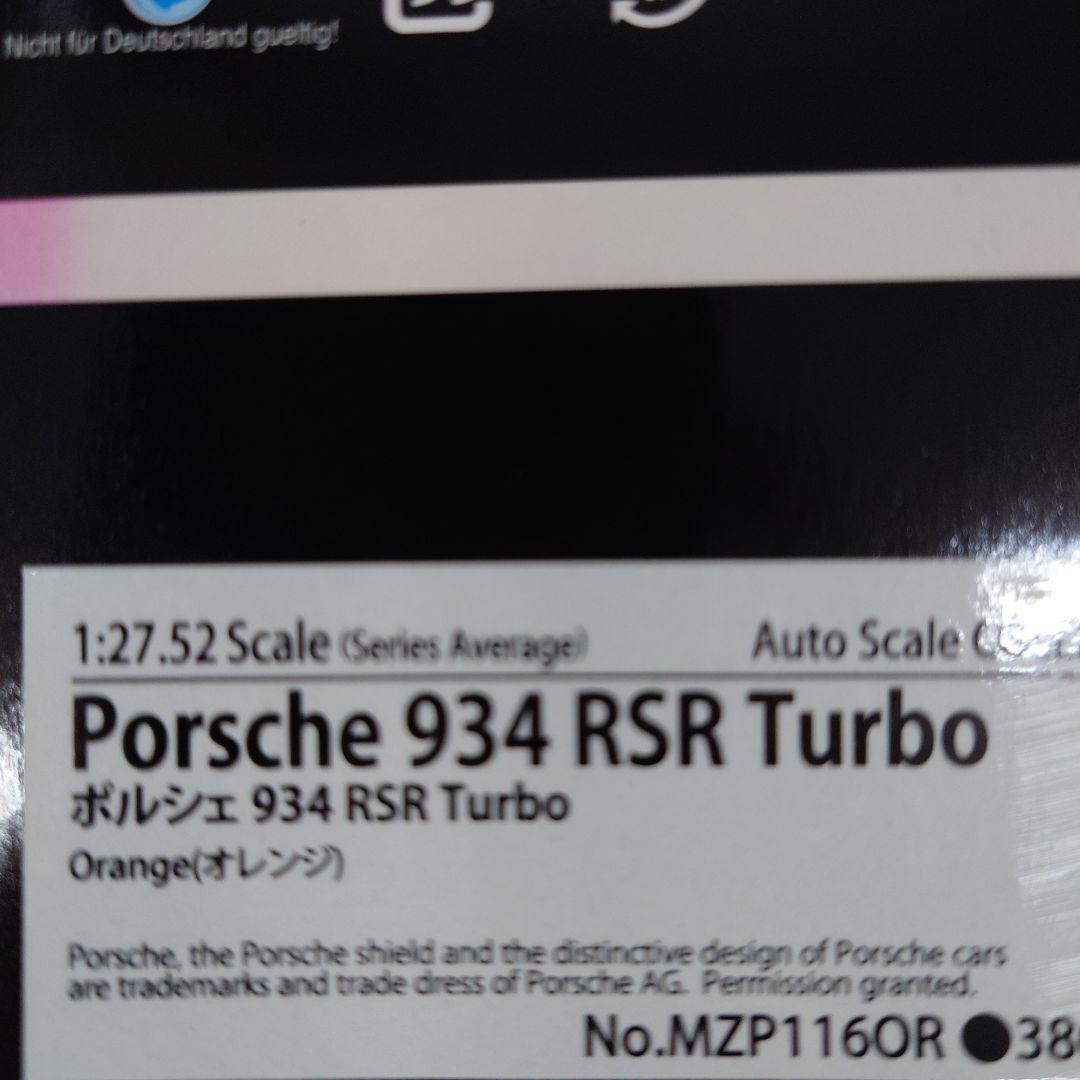 Nicht für Deutschland gueltig!
1:27.52 Scale (Series Average)
Auto Scale
Porsche 934 RSR Turbo
ポルシェ 934 RSR Turbo
Orange(オレンジ)
Porsche, the Porsche shield and the distinctive design of Porsche cars
are trademarks and trade dress of Porsche AG. Permission granted.
No.MZP116OR ●38